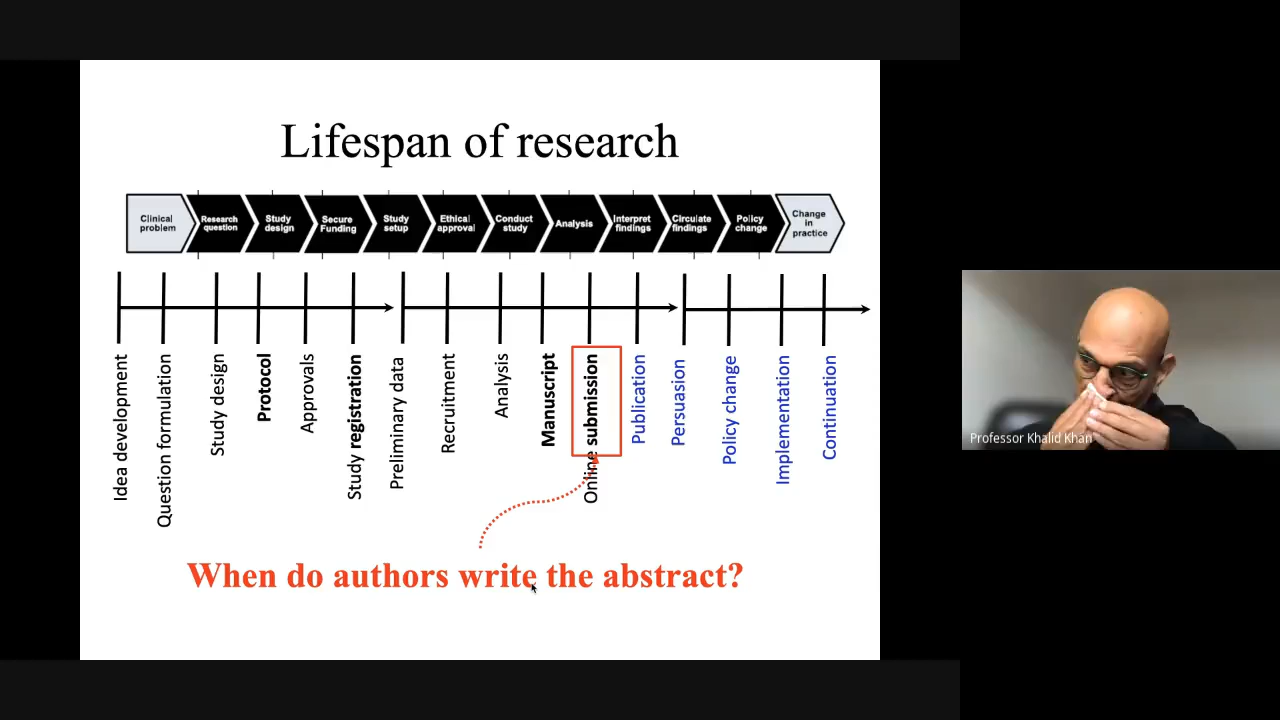 Lifespan of research
Clinical
problem
Research
question
Study
design
Secure
Funding
Study
setup
Ethical
approval
Conduct
study
Analysis
Interpret
findings
Circulate
findings
Policy
change
Change
in
practice
Idea development
Question formulation
Study design
Protocol
Approvals
Study registration
Preliminary data
Recruitment
Analysis
Manuscript
Online submission
Publication
Persuasion
Policy change
Implementation
Continuation
When do authors write the abstract?
Professor Khalid Khan